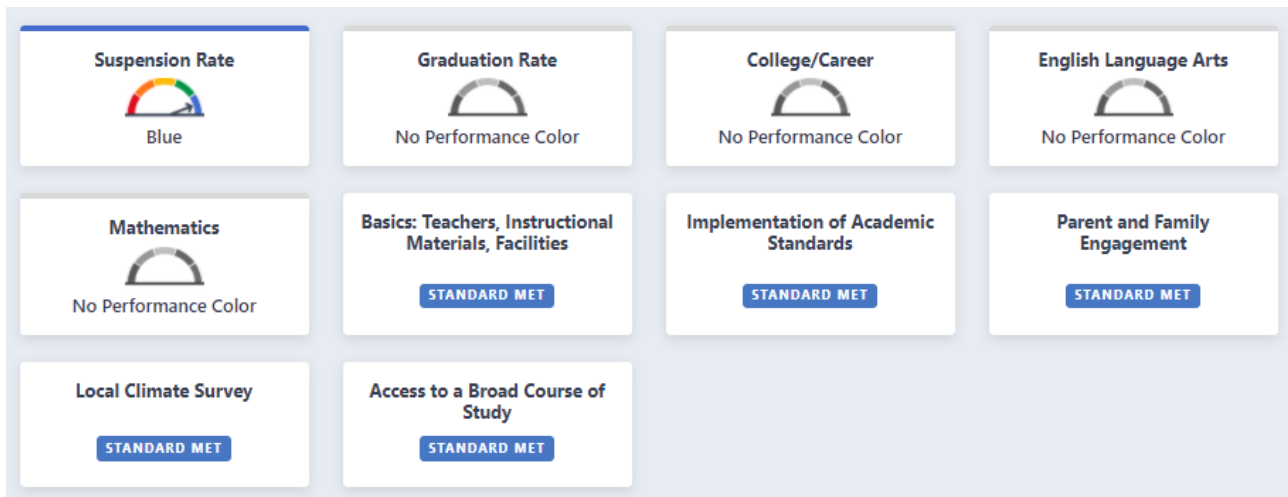 Suspension Rate
Blue
Graduation Rate
No Performance Color
College/Career
No Performance Color
English Language Arts
No Performance Color
Mathematics
No Performance Color
Basics: Teachers, Instructional
Materials, Facilities
STANDARD MET
Implementation of Academic
Standards
STANDARD MET
Parent and Family
Engagement
STANDARD MET
Local Climate Survey
STANDARD MET
Access to a Broad Course of
Study
STANDARD MET